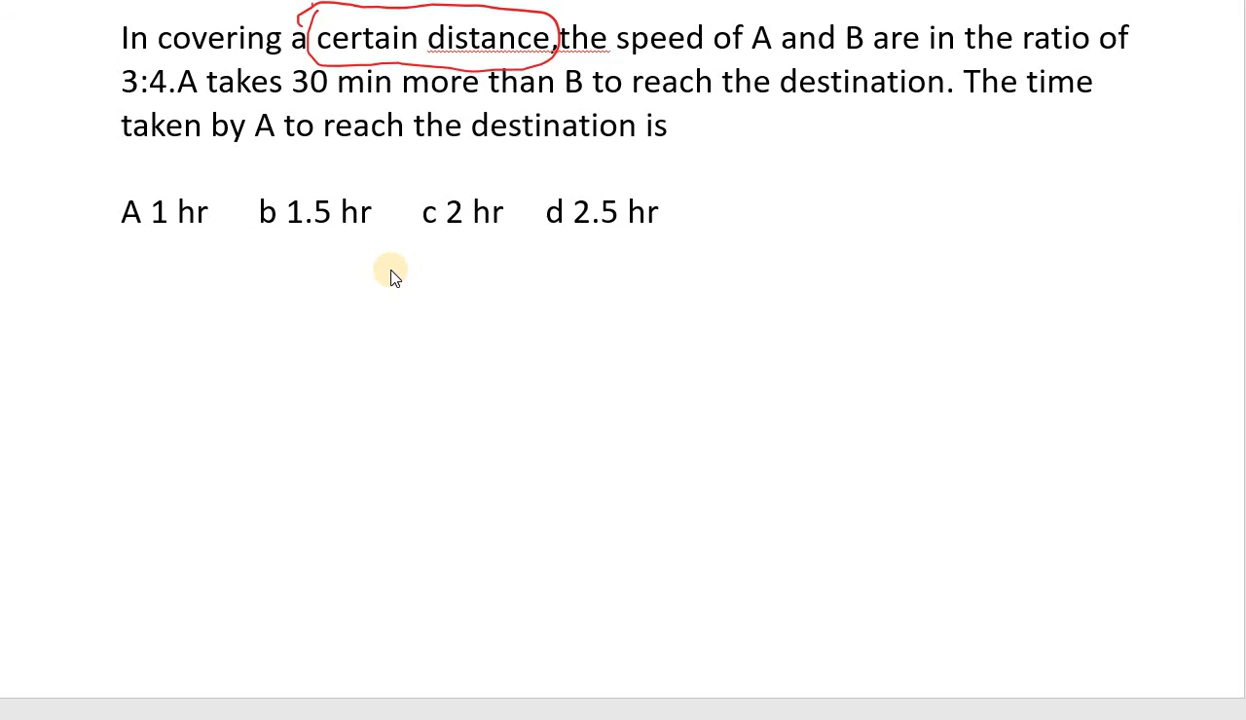 In covering a certain distance,the speed of A and B are in the ratio of
3:4.A takes 30 min more than B to reach the destination. The time
taken by A to reach the destination is
A 1 hr b 1.5 hr c 2 hr d 2.5 hr